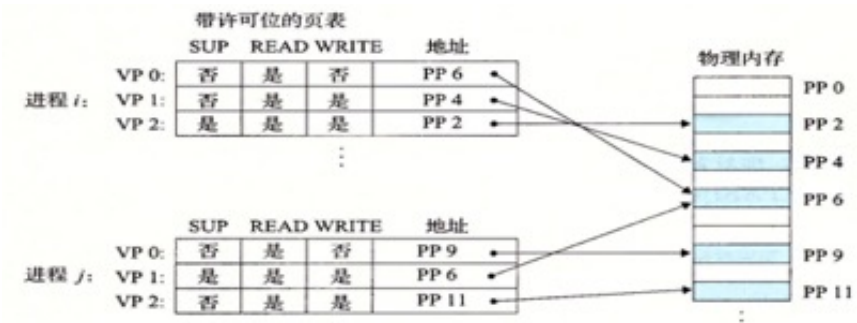 带许可位的页表
SUP READ WRITE 地址
物理内存
VP 0: 否 是 否 PP 6
PP 0
进程 i: VP 1: 否 是 是 PP 4
VP 2: 是 是 是 PP 2
PP 2
⋮
PP 4
PP 6
SUP READ WRITE 地址
VP 0: 否 是 否 PP 9
PP 9
进程 j: VP 1: 是 是 是 PP 6
VP 2: 否 是 是 PP 11
PP 11
⋮